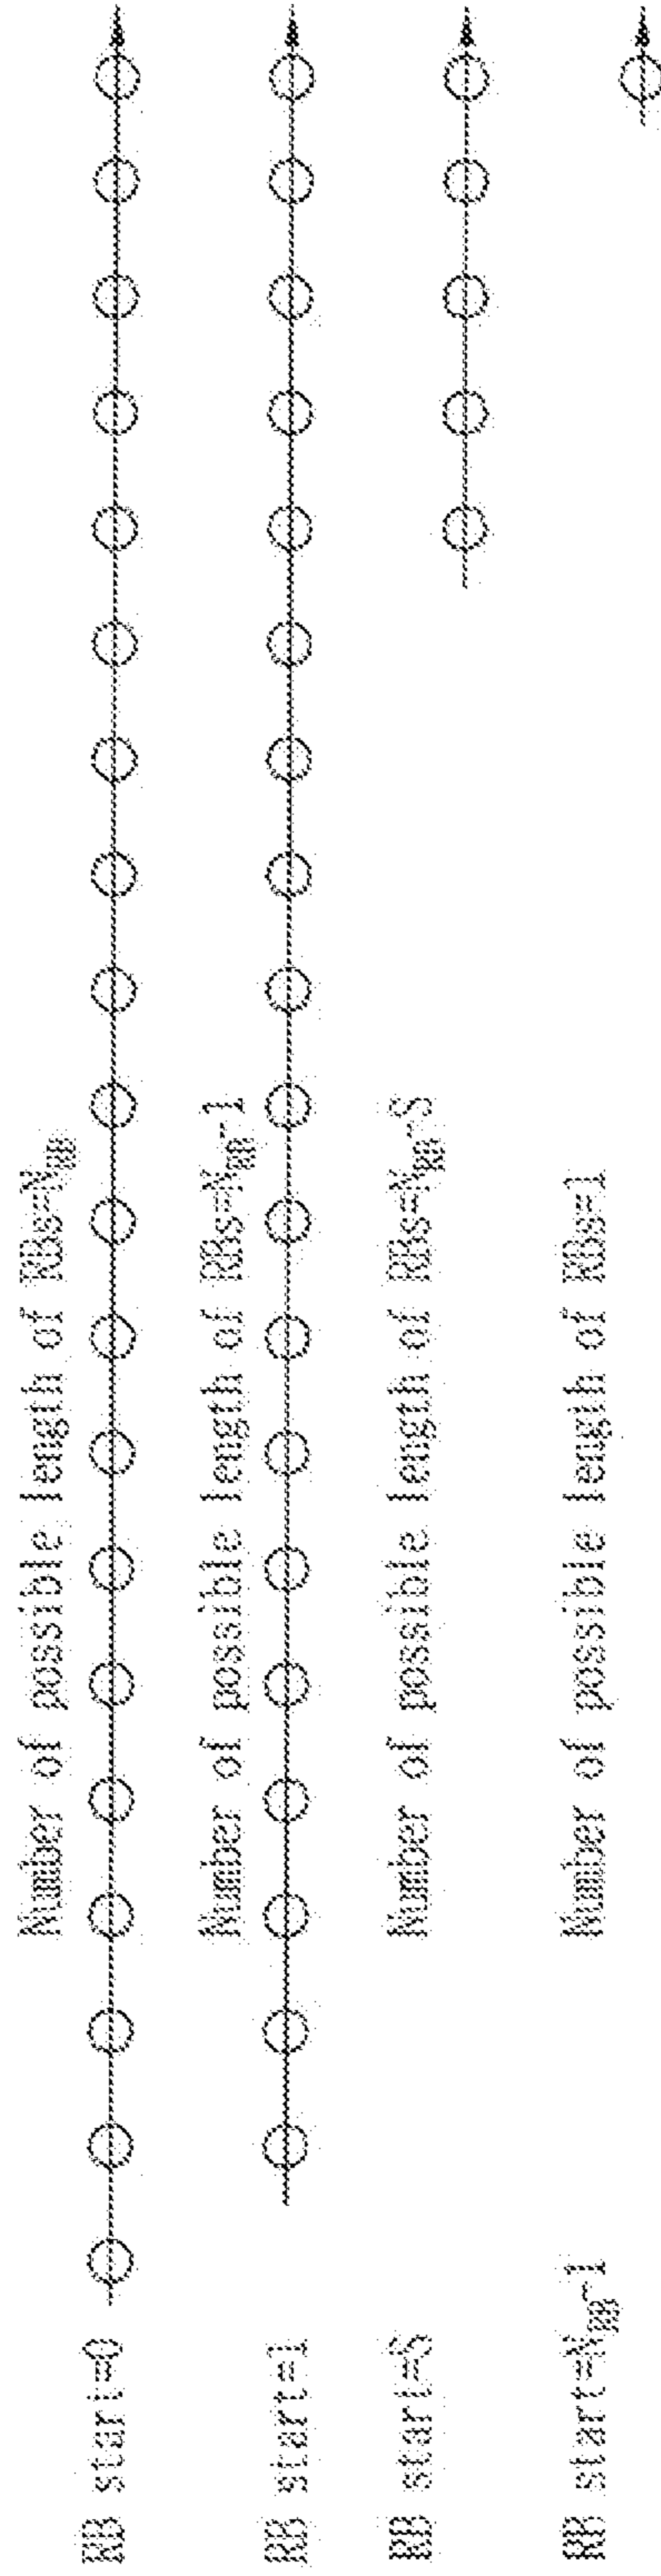 Number of possible length of RBs=N_RB
RB start=0
Number of possible length of RBs=N_RB-1
RB start=1
Number of possible length of RBs=N_RB-S
RB start=S
Number of possible length of RBs=1
RB start=N_RB-1